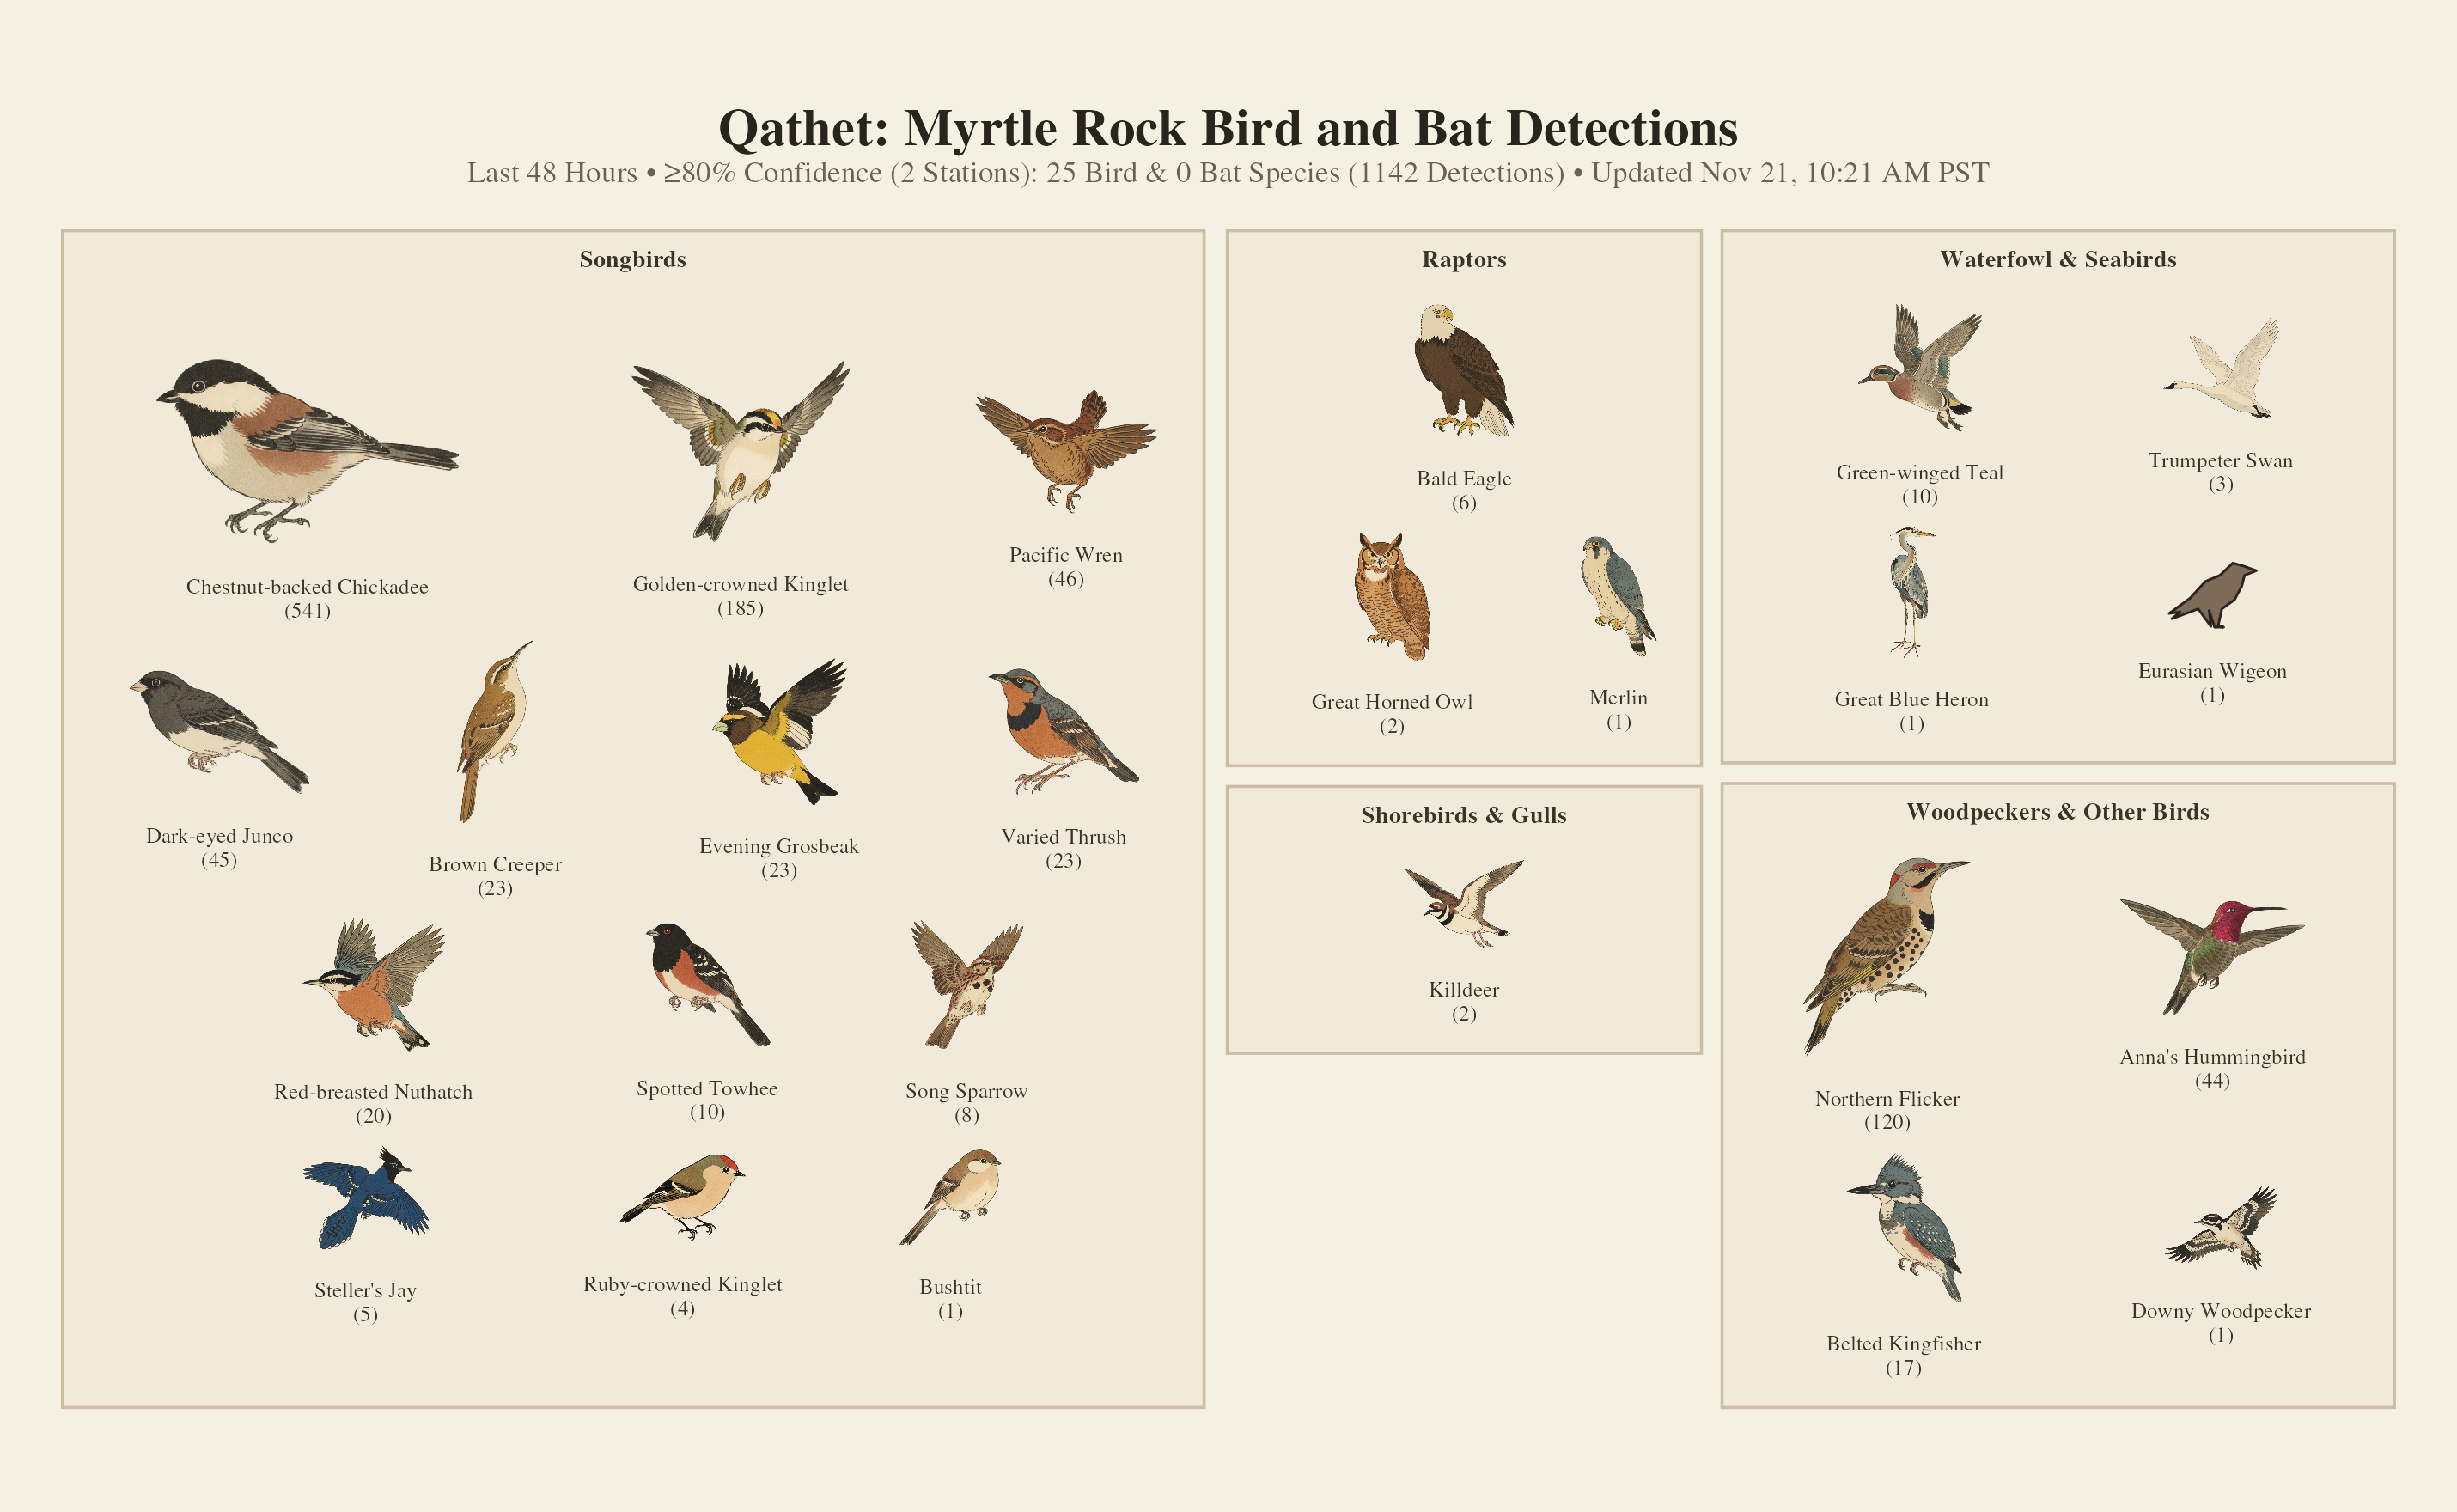 Qathet: Myrtle Rock Bird and Bat Detections
Last 48 Hours • ≥80% Confidence (2 Stations): 25 Bird & 0 Bat Species (1142 Detections) • Updated Nov 21, 10:21 AM PST
Songbirds
Chestnut-backed Chickadee
(541)
Golden-crowned Kinglet
(185)
Pacific Wren
(46)
Dark-eyed Junco
(45)
Brown Creeper
(23)
Evening Grosbeak
(23)
Varied Thrush
(23)
Red-breasted Nuthatch
(20)
Spotted Towhee
(10)
Song Sparrow
(8)
Steller's Jay
(5)
Ruby-crowned Kinglet
(4)
Bushtit
(1)
Raptors
Bald Eagle
(6)
Great Horned Owl
(2)
Merlin
(1)
Shorebirds & Gulls
Killdeer
(2)
Waterfowl & Seabirds
Green-winged Teal
(10)
Trumpeter Swan
(3)
Great Blue Heron
(1)
Eurasian Wigeon
(1)
Woodpeckers & Other Birds
Northern Flicker
(120)
Anna's Hummingbird
(44)
Belted Kingfisher
(17)
Downy Woodpecker
(1)